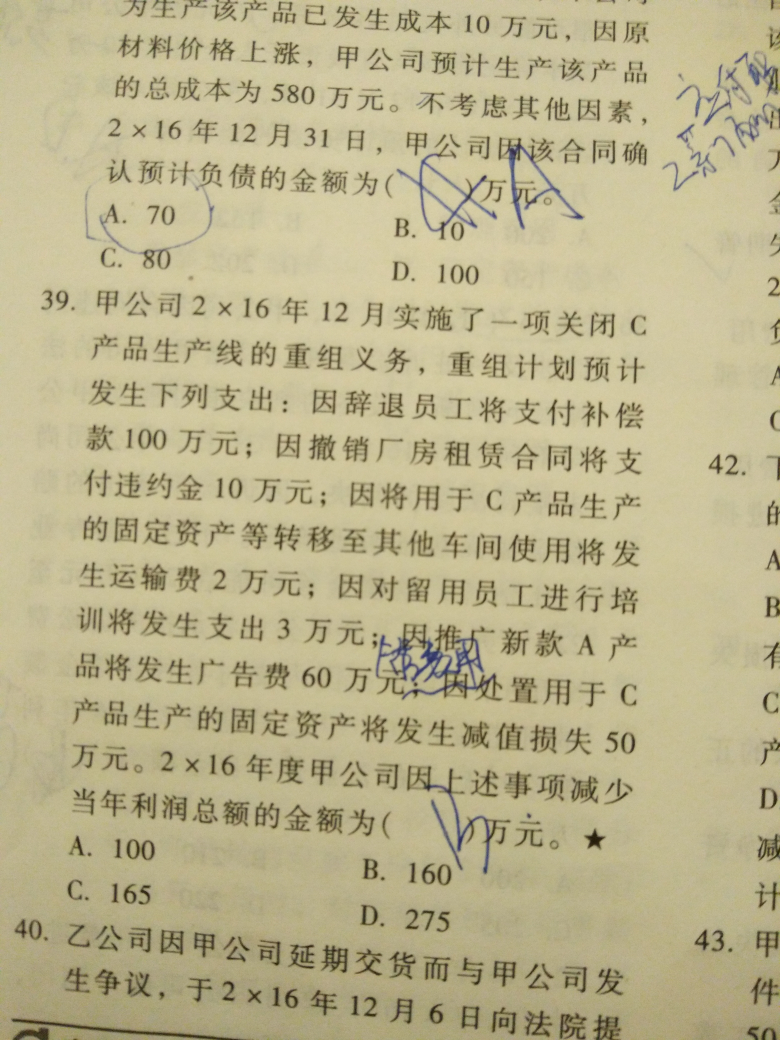 为生产该产品已发生成本10万元，因原
材料价格上涨，甲公司预计生产该产品
的总成本为580万元。不考虑其他因素，
2×16年12月31日，甲公司因该合同确
认预计负债的金额为( )万元。
A. 70
B. 10
C. 80
D. 100
39. 甲公司2×16年12月实施了一项关闭C
产品生产线的重组义务，重组计划预计
发生下列支出：因辞退员工将支付补偿
款100万元；因撤销厂房租赁合同将支
付违约金10万元；因将用于C产品生产
的固定资产等转移至其他车间使用将发
生运输费2万元；因对留用员工进行培
训将发生支出3万元；因推广新款A产
品将发生广告费60万元；因处置用于C
产品生产的固定资产将发生减值损失50
万元。2×16年度甲公司因上述事项减少
当年利润总额的金额为( )万元。★
A. 100
B. 160
C. 165
D. 275
40. 乙公司因甲公司延期交货而与甲公司发
生争议，于2×16年12月6日向法院提
42.
A
B
有
C
产
D
减
计
43. 甲
件
50